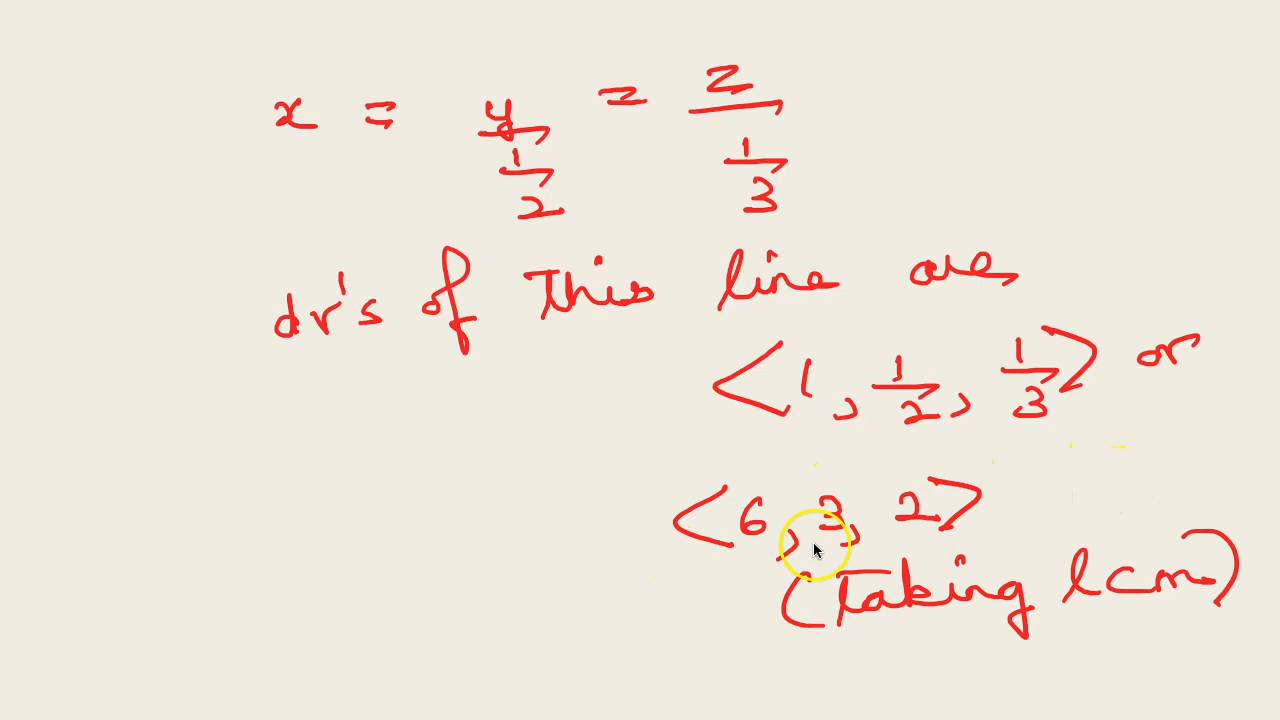 x = y/(1/2) = z/(1/3)
dr's of this line are
<1, 1/2, 1/3> or
<6, 3, 2>
(Taking lcm)